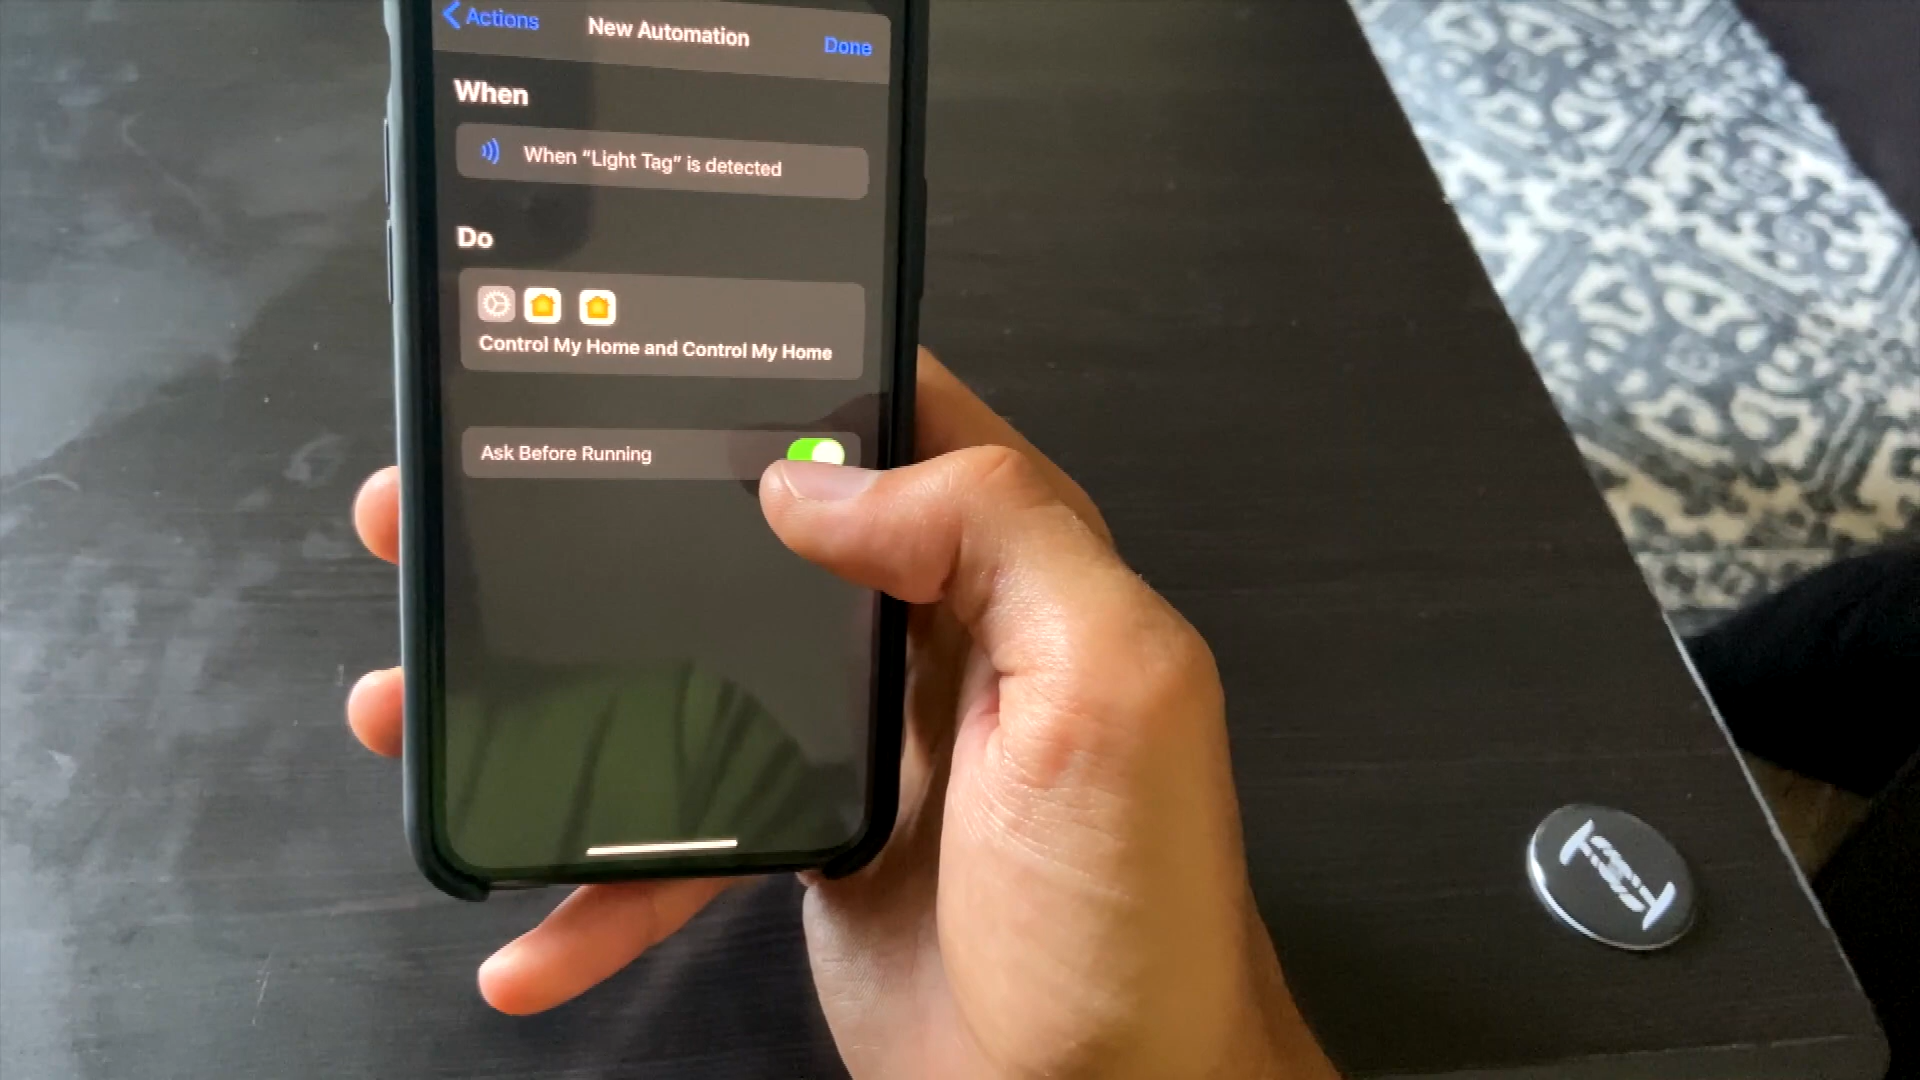 Actions
New Automation
Done
When
When “Light Tag” is detected
Do
Control My Home and Control My Home
Ask Before Running